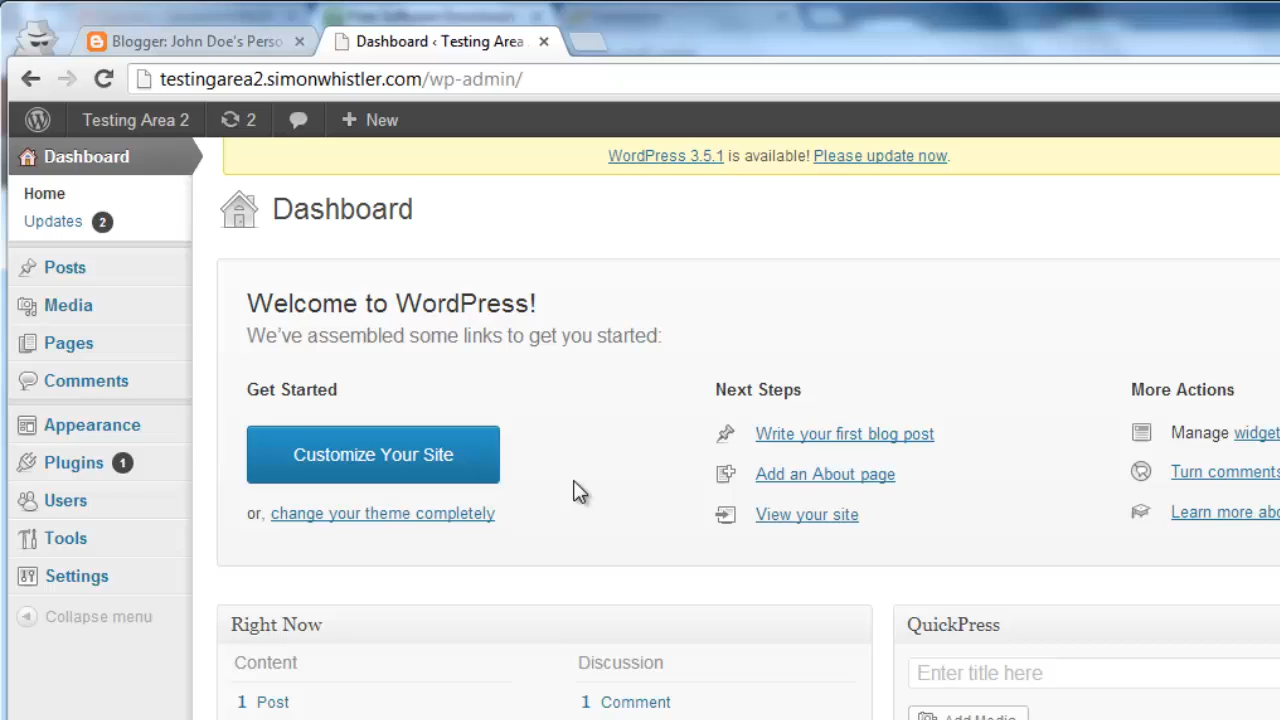 Blogger: John Doe's Perso
Dashboard ‹ Testing Area
testingarea2.simonwhistler.com/wp-admin/
Testing Area 2 2 New
Dashboard
WordPress 3.5.1 is available! Please update now.
Home
Updates 2
Dashboard
Posts
Media
Pages
Comments
Appearance
Plugins 1
Users
Tools
Settings
Collapse menu
Welcome to WordPress!
We've assembled some links to get you started:
Get Started
Customize Your Site
or, change your theme completely
Next Steps
Write your first blog post
Add an About page
View your site
More Actions
Manage widget
Turn comments
Learn more abo
Right Now
Content
1 Post
Discussion
1 Comment
QuickPress
Enter title here
Add Media